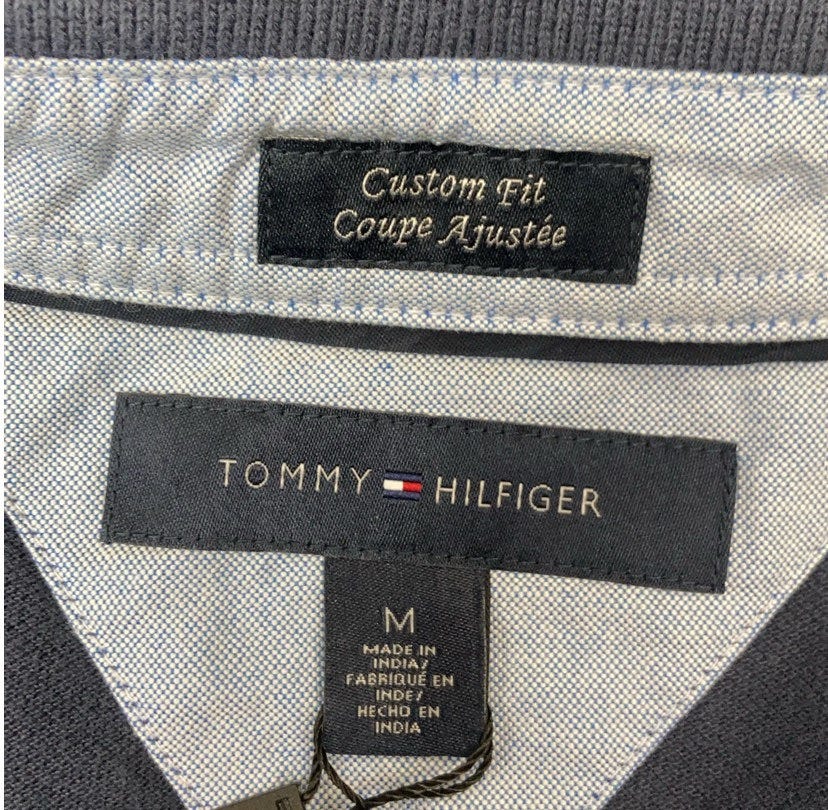 Custom Fit
Coupe Ajustée
TOMMY HILFIGER
M
MADE IN
INDIA/
FABRIQUÉ EN
INDE/
HECHO EN
INDIA